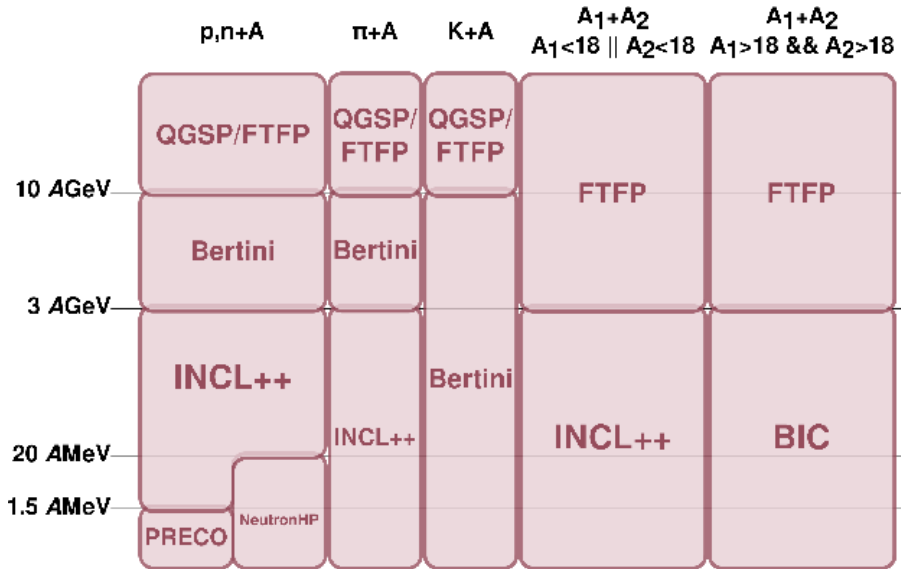 p,n+A
π+A
K+A
A1+A2
A1<18 || A2<18
A1+A2
A1>18 && A2>18
QGSP/FTFP
QGSP/
FTFP
QGSP/
FTFP
FTFP
FTFP
10 AGeV
Bertini
Bertini
3 AGeV
INCL++
Bertini
INCL++
INCL++
BIC
20 AMeV
1.5 AMeV
PRECO
NeutronHP